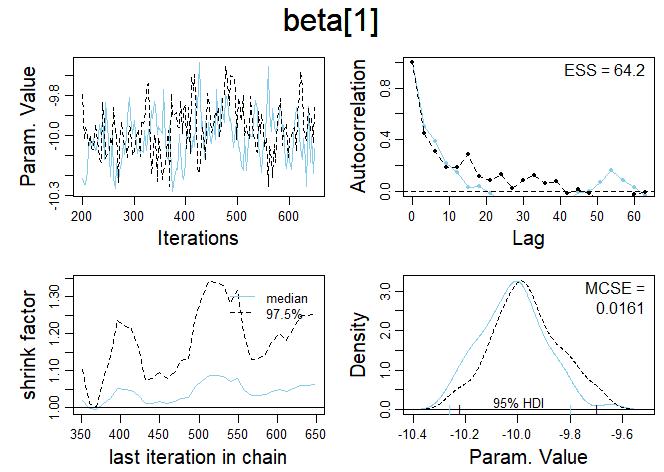 beta[1]
Param. Value
-9.8
-10.0
-10.3
200 300 400 500 600
Iterations
Autocorrelation
0.8
0.4
0.0
ESS = 64.2
0 10 20 30 40 50 60
Lag
shrink factor
1.30
1.20
1.10
1.00
median
97.5%
350 400 450 500 550 600 650
last iteration in chain
Density
3.0
2.0
1.0
0.0
MCSE =
0.0161
95% HDI
-10.4 -10.2 -10.0 -9.8 -9.6
Param. Value